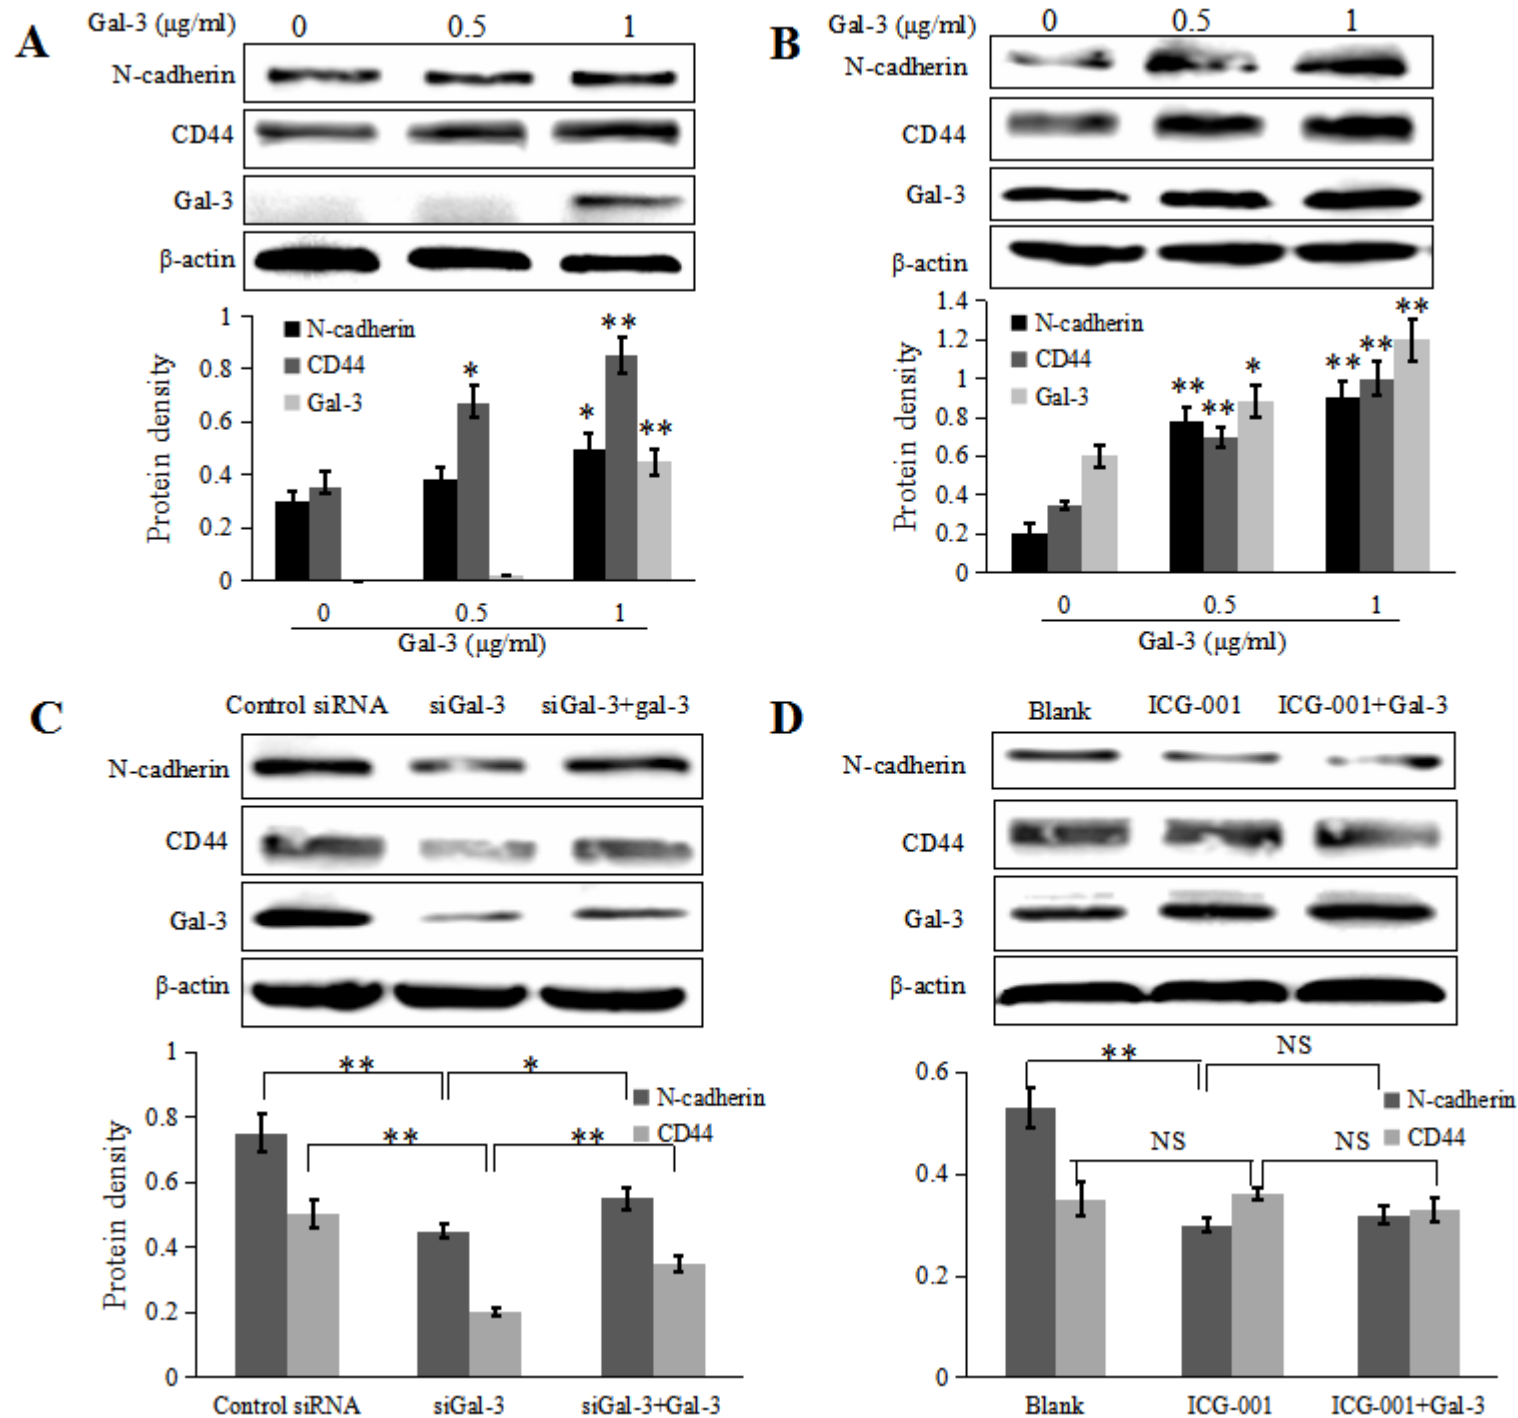 A
Gal-3 (μg/ml) 0 0.5 1
N-cadherin
CD44
Gal-3
β-actin
1
0.8
0.6
0.4
0.2
0
Protein density
N-cadherin
CD44
Gal-3
*
*
**
**
0 0.5 1
Gal-3 (μg/ml)
B
Gal-3 (μg/ml) 0 0.5 1
N-cadherin
CD44
Gal-3
β-actin
1.4
1.2
1
0.8
0.6
0.4
0.2
0
Protein density
N-cadherin
CD44
Gal-3
**
**
*
**
**
**
0 0.5 1
Gal-3 (μg/ml)
C
Control siRNA siGal-3 siGal-3+gal-3
N-cadherin
CD44
Gal-3
β-actin
1
0.8
0.6
0.4
0.2
0
Protein density
** *
** **
N-cadherin
CD44
Control siRNA siGal-3 siGal-3+Gal-3
D
Blank ICG-001 ICG-001+Gal-3
N-cadherin
CD44
Gal-3
β-actin
0.6
0.4
0.2
0
** NS
NS NS
N-cadherin
CD44
Blank ICG-001 ICG-001+Gal-3